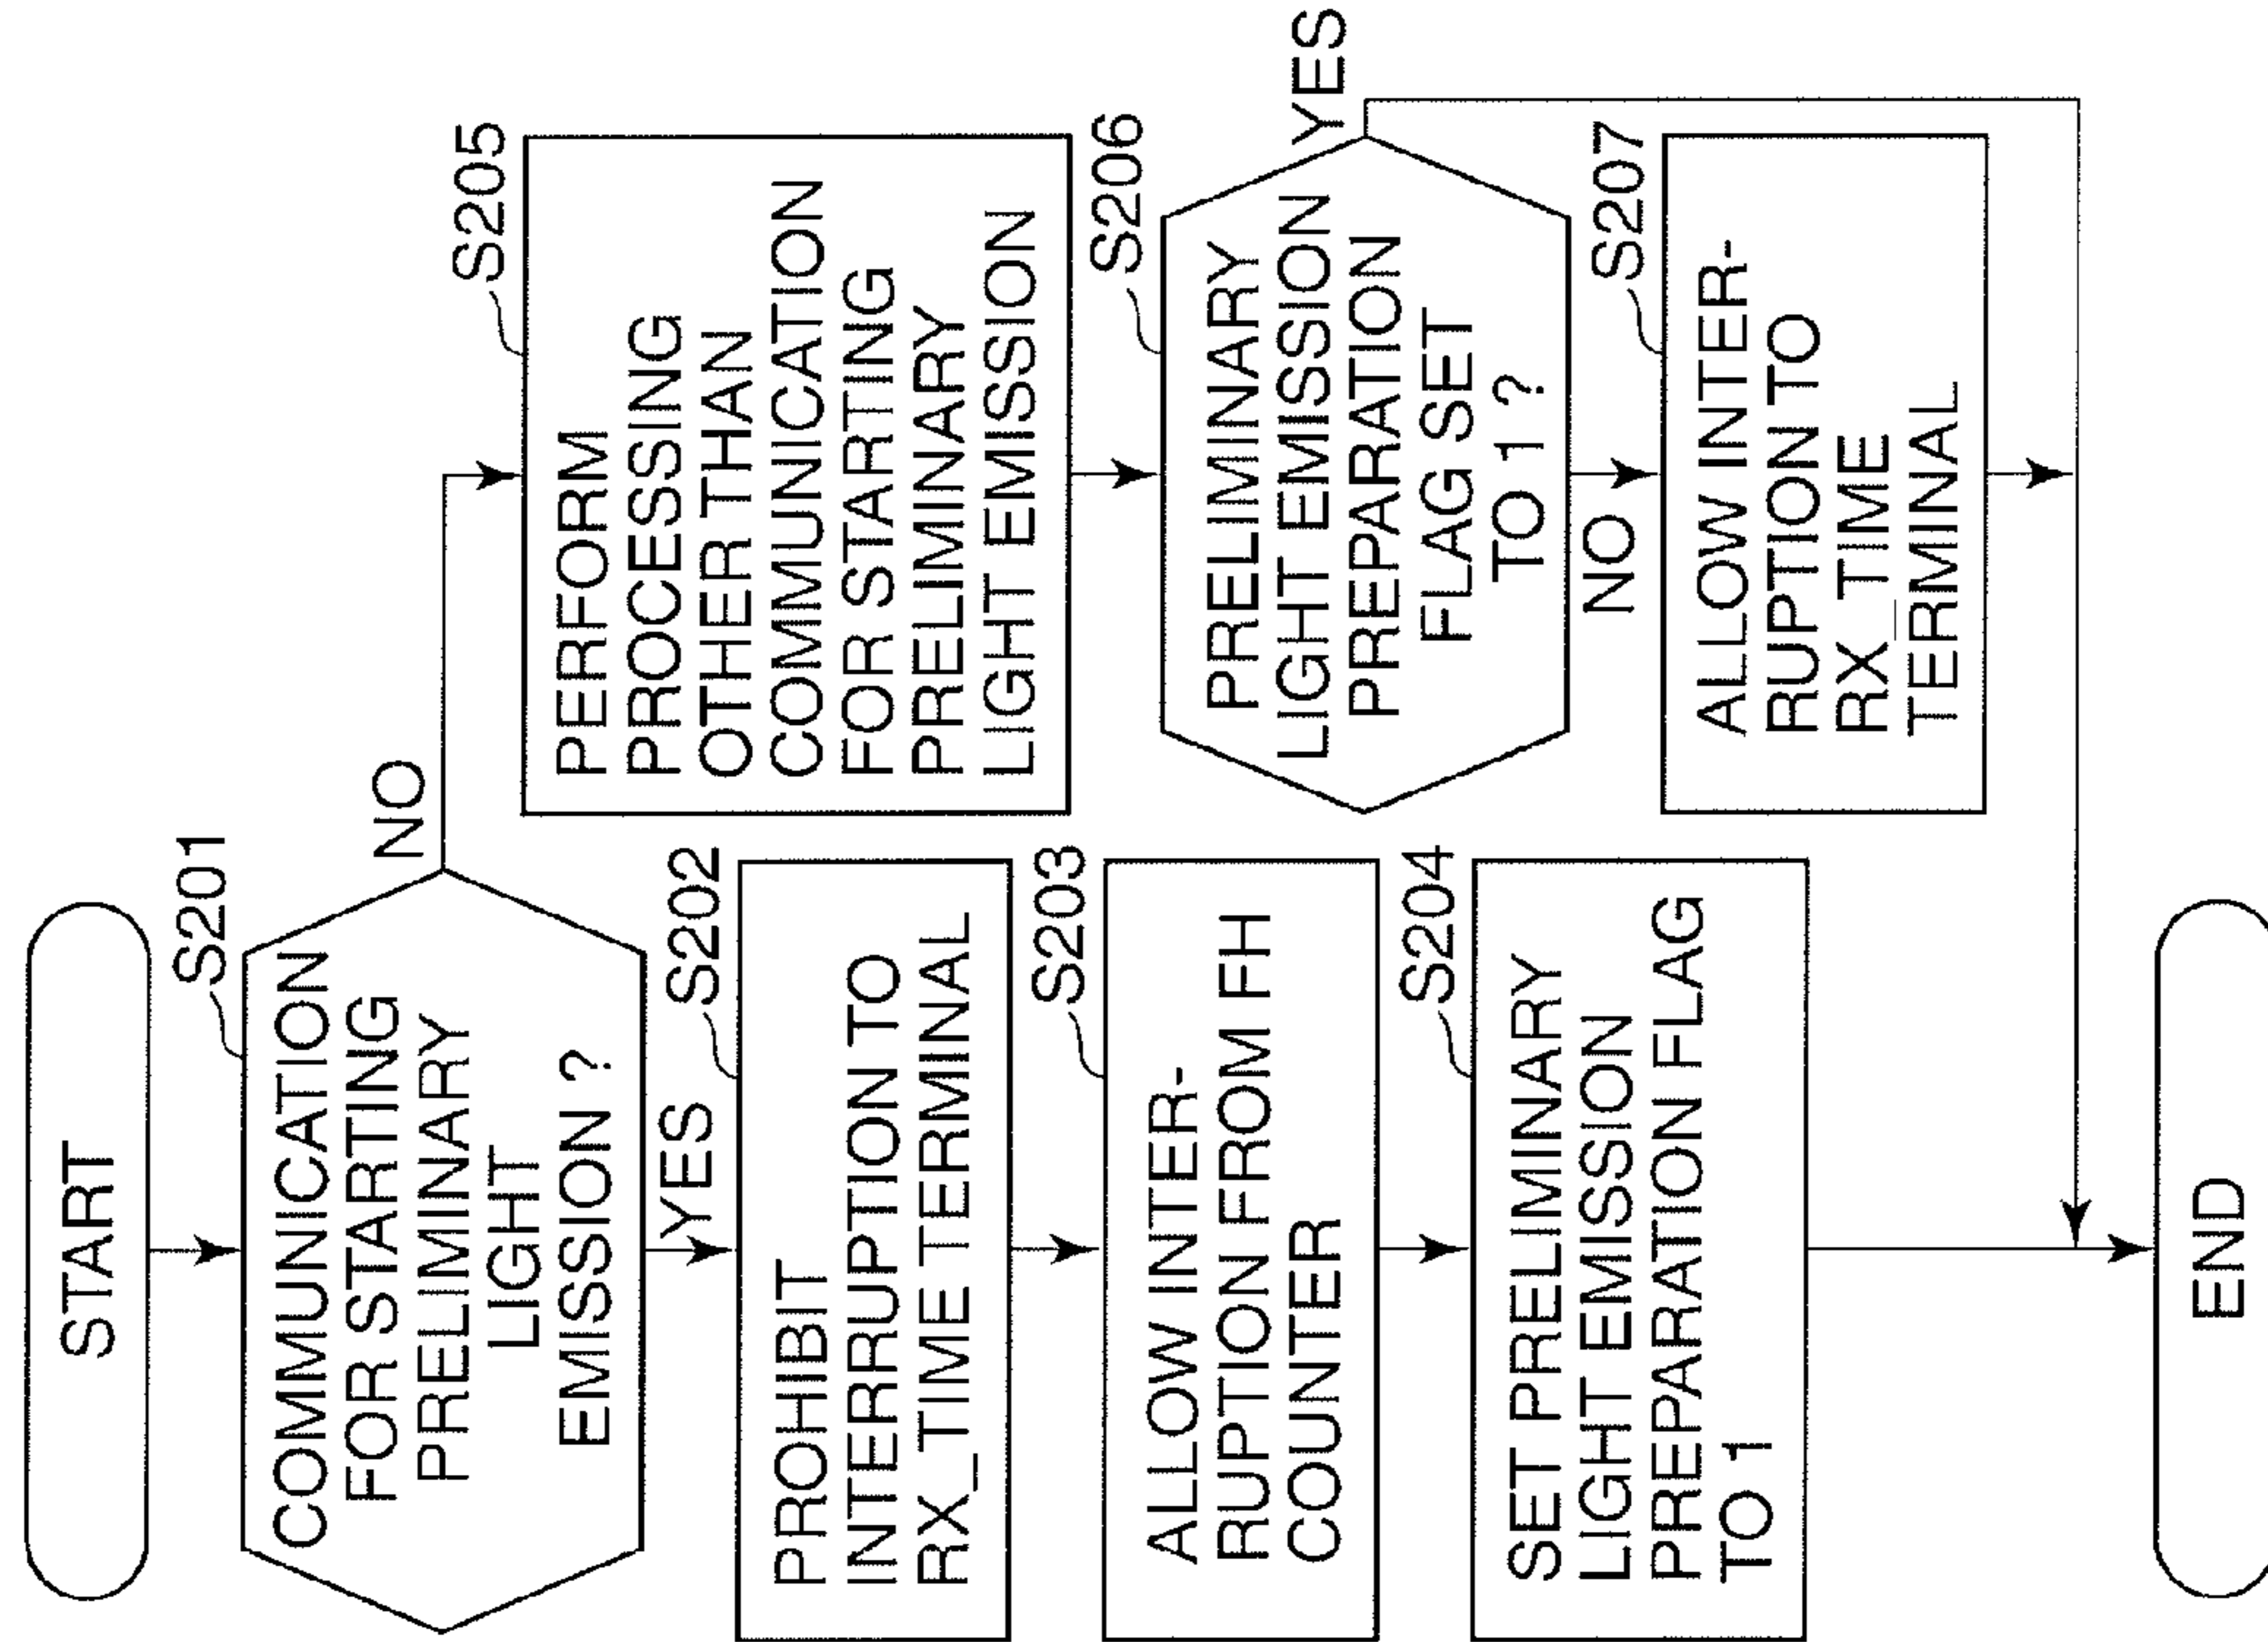 START
S201
COMMUNICATION
FOR STARTING
PRELIMINARY
LIGHT
EMISSION ?
NO
YES
S202
PROHIBIT
INTERRUPTION TO
RX_TIME TERMINAL
S203
ALLOW INTER-
RUPTION FROM FH
COUNTER
S204
SET PRELIMINARY
LIGHT EMISSION
PREPARATION FLAG
TO 1
S205
PERFORM
PROCESSING
OTHER THAN
COMMUNICATION
FOR STARTING
PRELIMINARY
LIGHT EMISSION
S206
PRELIMINARY
LIGHT EMISSION
PREPARATION
FLAG SET
TO 1 ?
YES
NO
S207
ALLOW INTER-
RUPTION TO
RX_TIME
TERMINAL
END